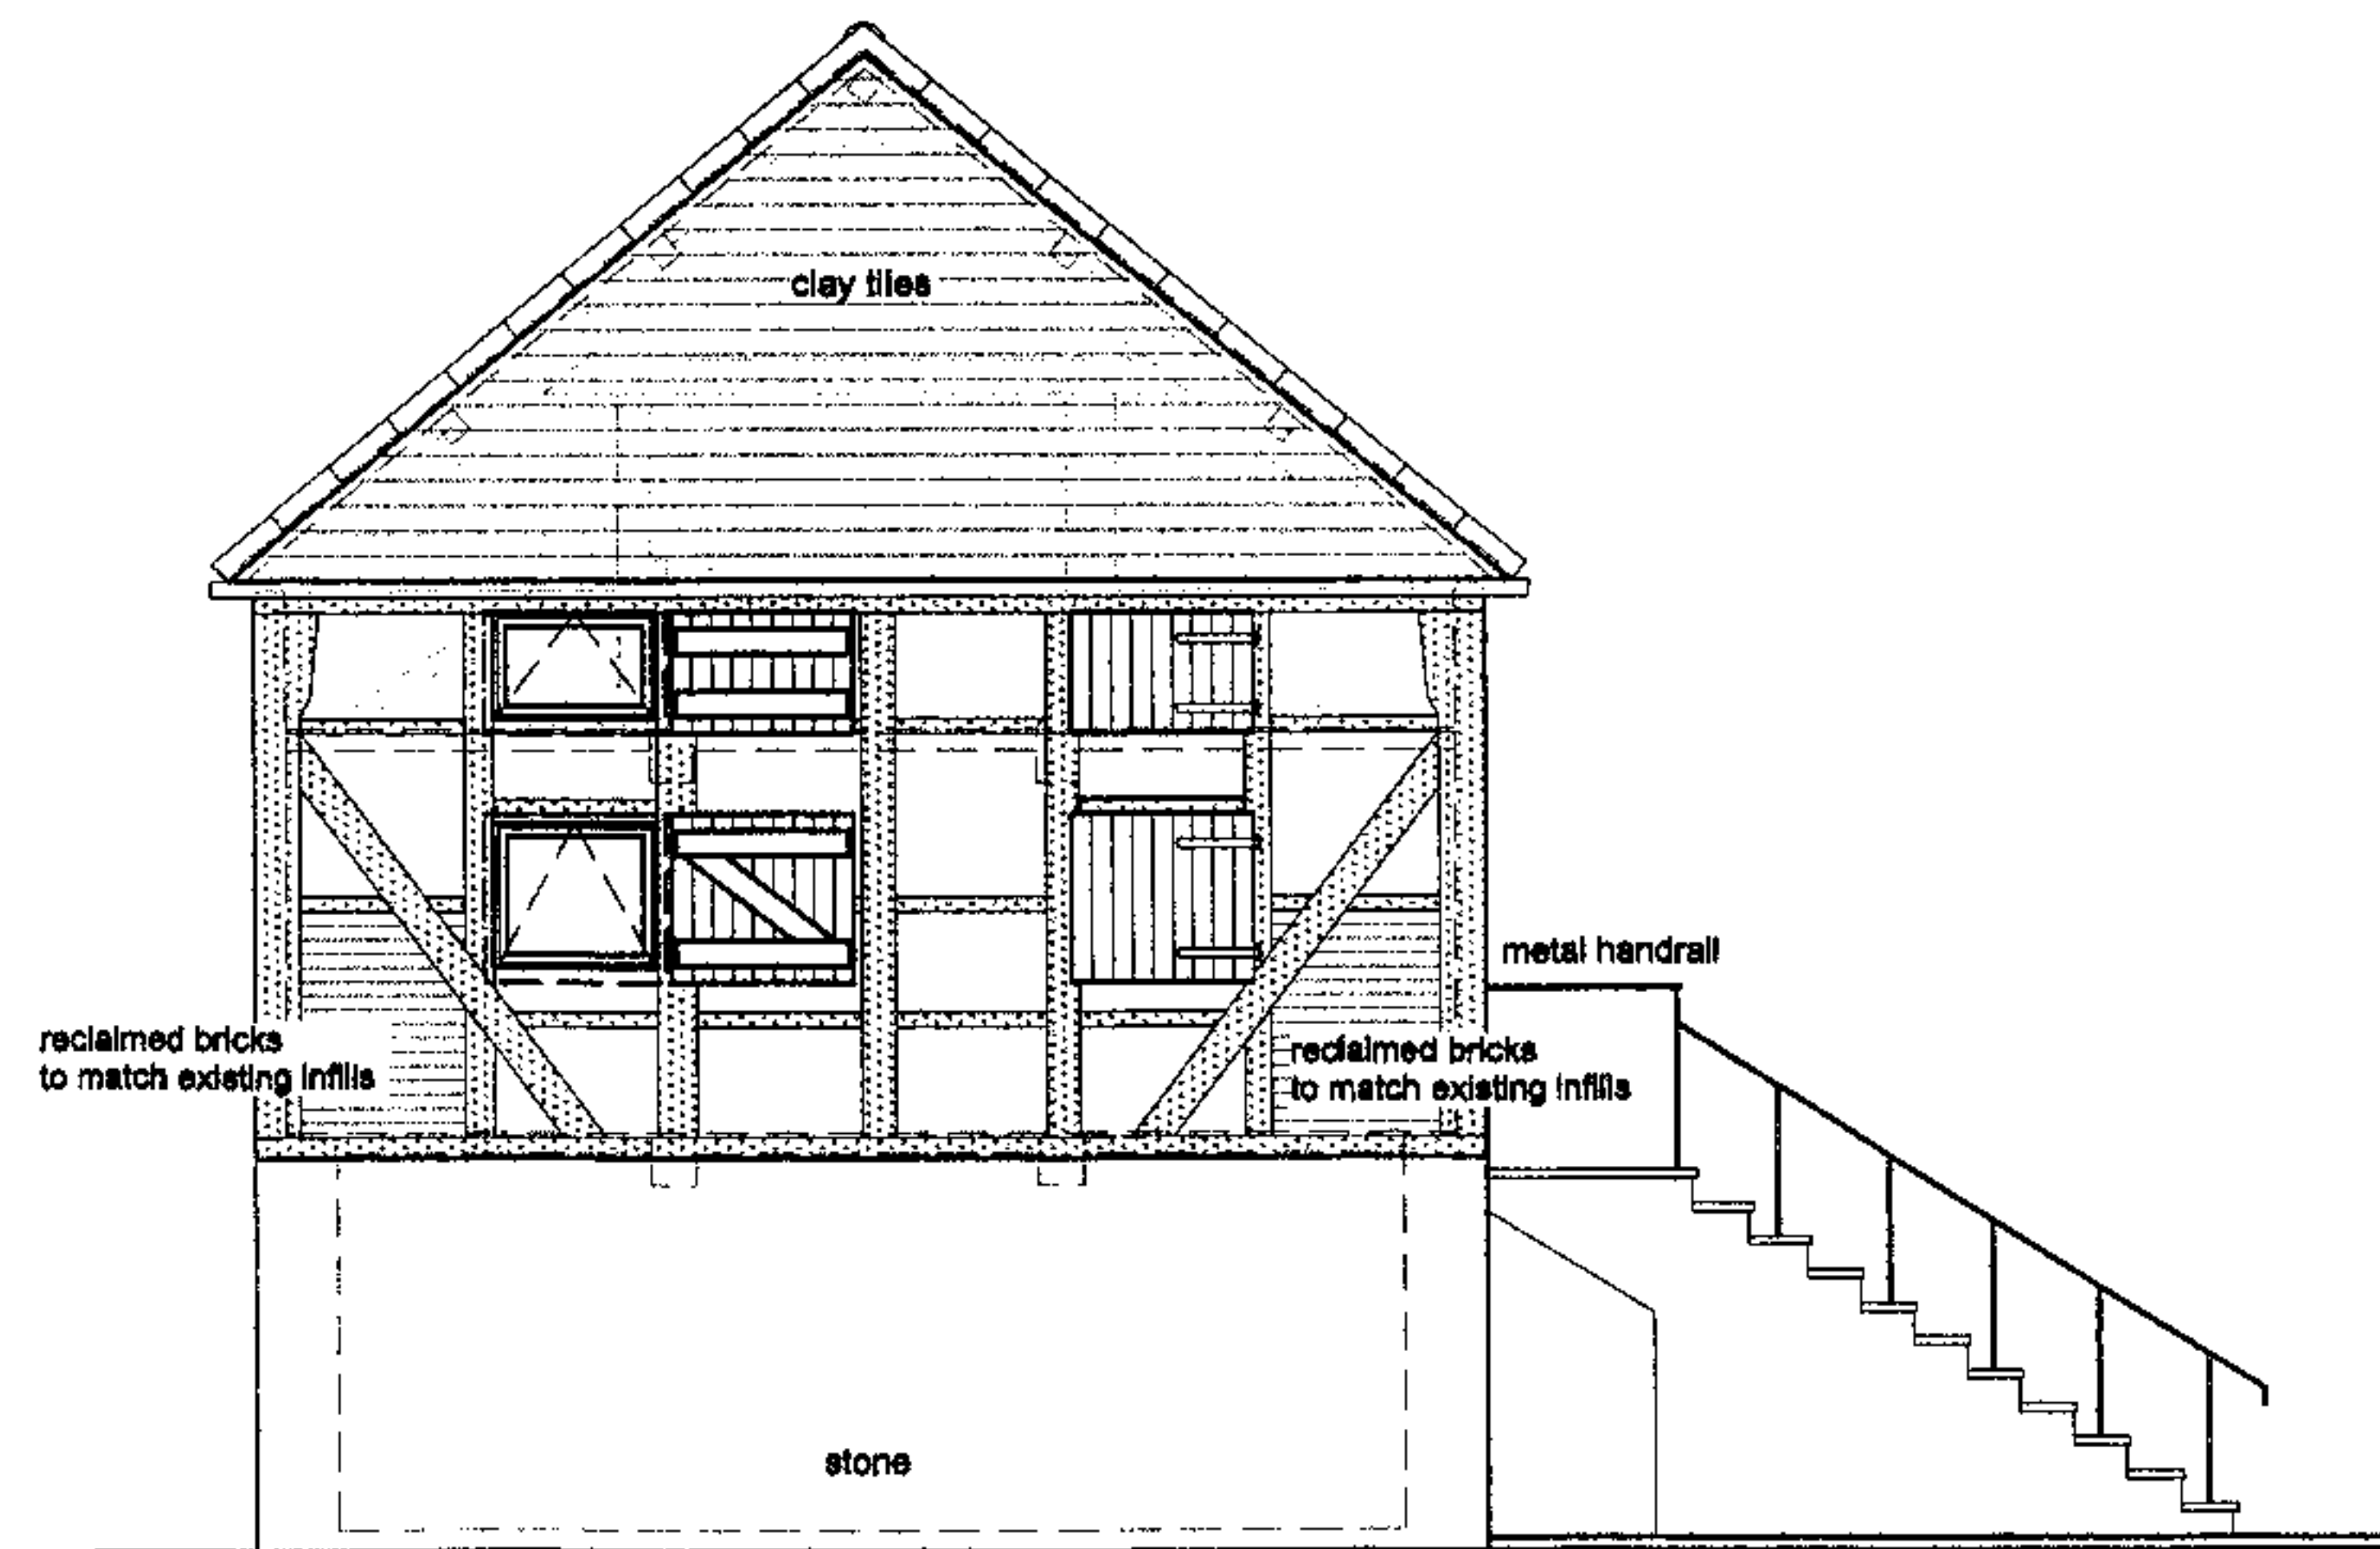 clay tiles
metal handrail
reclaimed bricks
to match existing infills
reclaimed bricks
to match existing infills
stone